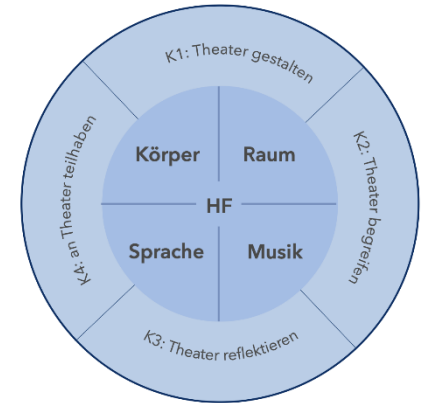 K1: Theater gestalten
K2: Theater begreifen
K3: Theater reflektieren
K4: an Theater teilhaben
Körper
Raum
HF
Sprache
Musik